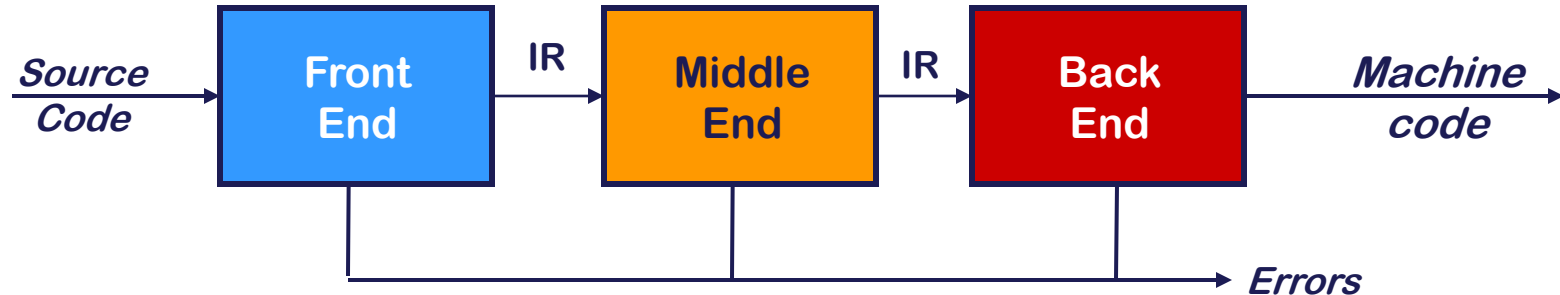 Source
Code
Front
End
IR
Middle
End
IR
Back
End
Machine
code
Errors